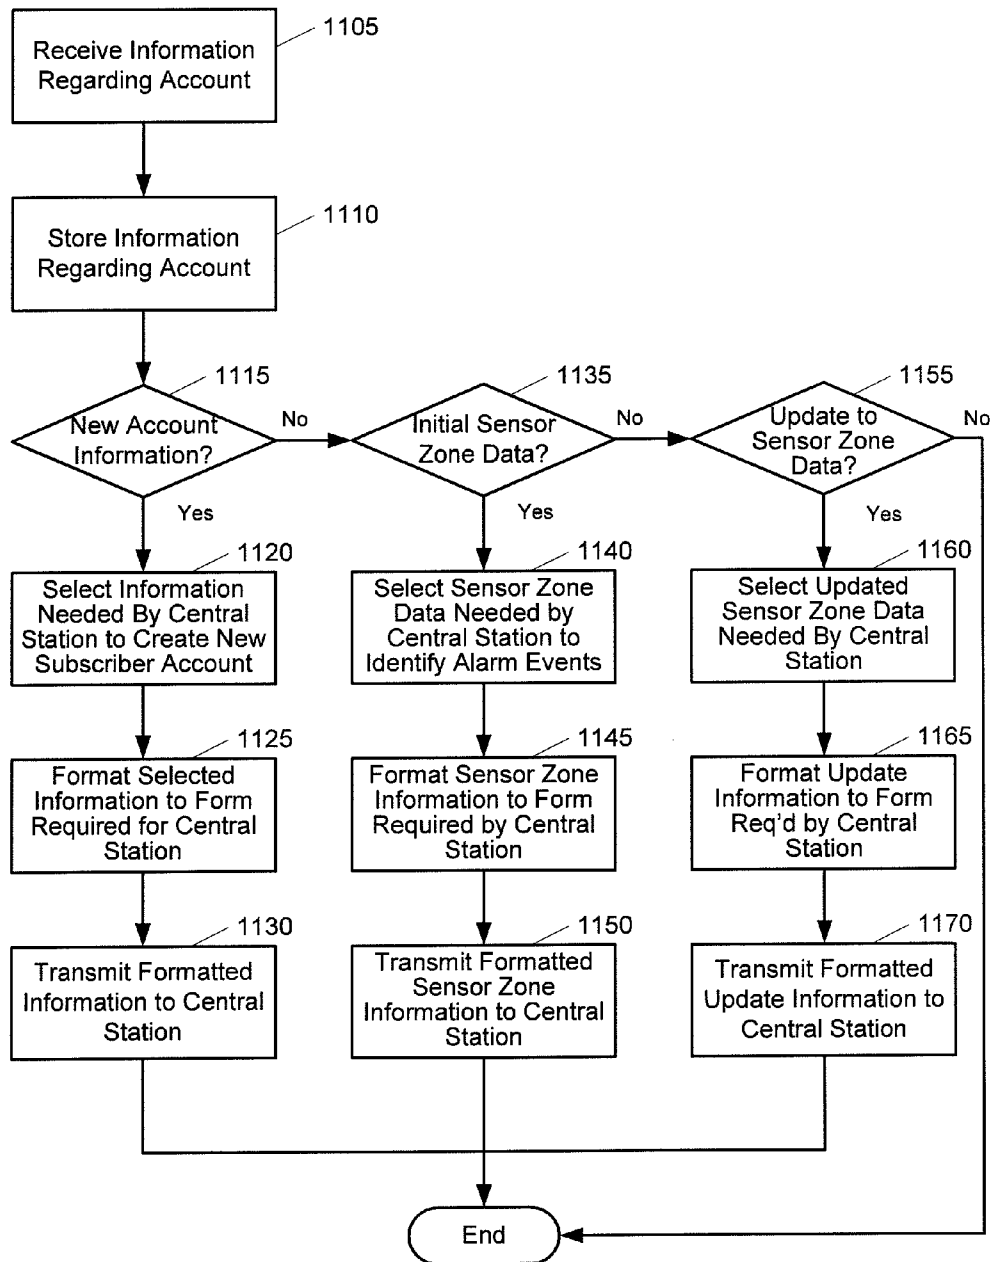 1105
Receive Information
Regarding Account
1110
Store Information
Regarding Account
1115
New Account
Information?
No
Yes
1135
Initial Sensor
Zone Data?
No
Yes
1155
Update to
Sensor Zone
Data?
No
Yes
1120
Select Information
Needed By Central
Station to Create New
Subscriber Account
1140
Select Sensor Zone
Data Needed by
Central Station to
Identify Alarm Events
1160
Select Updated
Sensor Zone Data
Needed By Central
Station
1125
Format Selected
Information to Form
Required for Central
Station
1145
Format Sensor Zone
Information to Form
Required by Central
Station
1165
Format Update
Information to Form
Req'd by Central
Station
1130
Transmit Formatted
Information to Central
Station
1150
Transmit Formatted
Sensor Zone
Information to Central
Station
1170
Transmit Formatted
Update Information to
Central Station
End